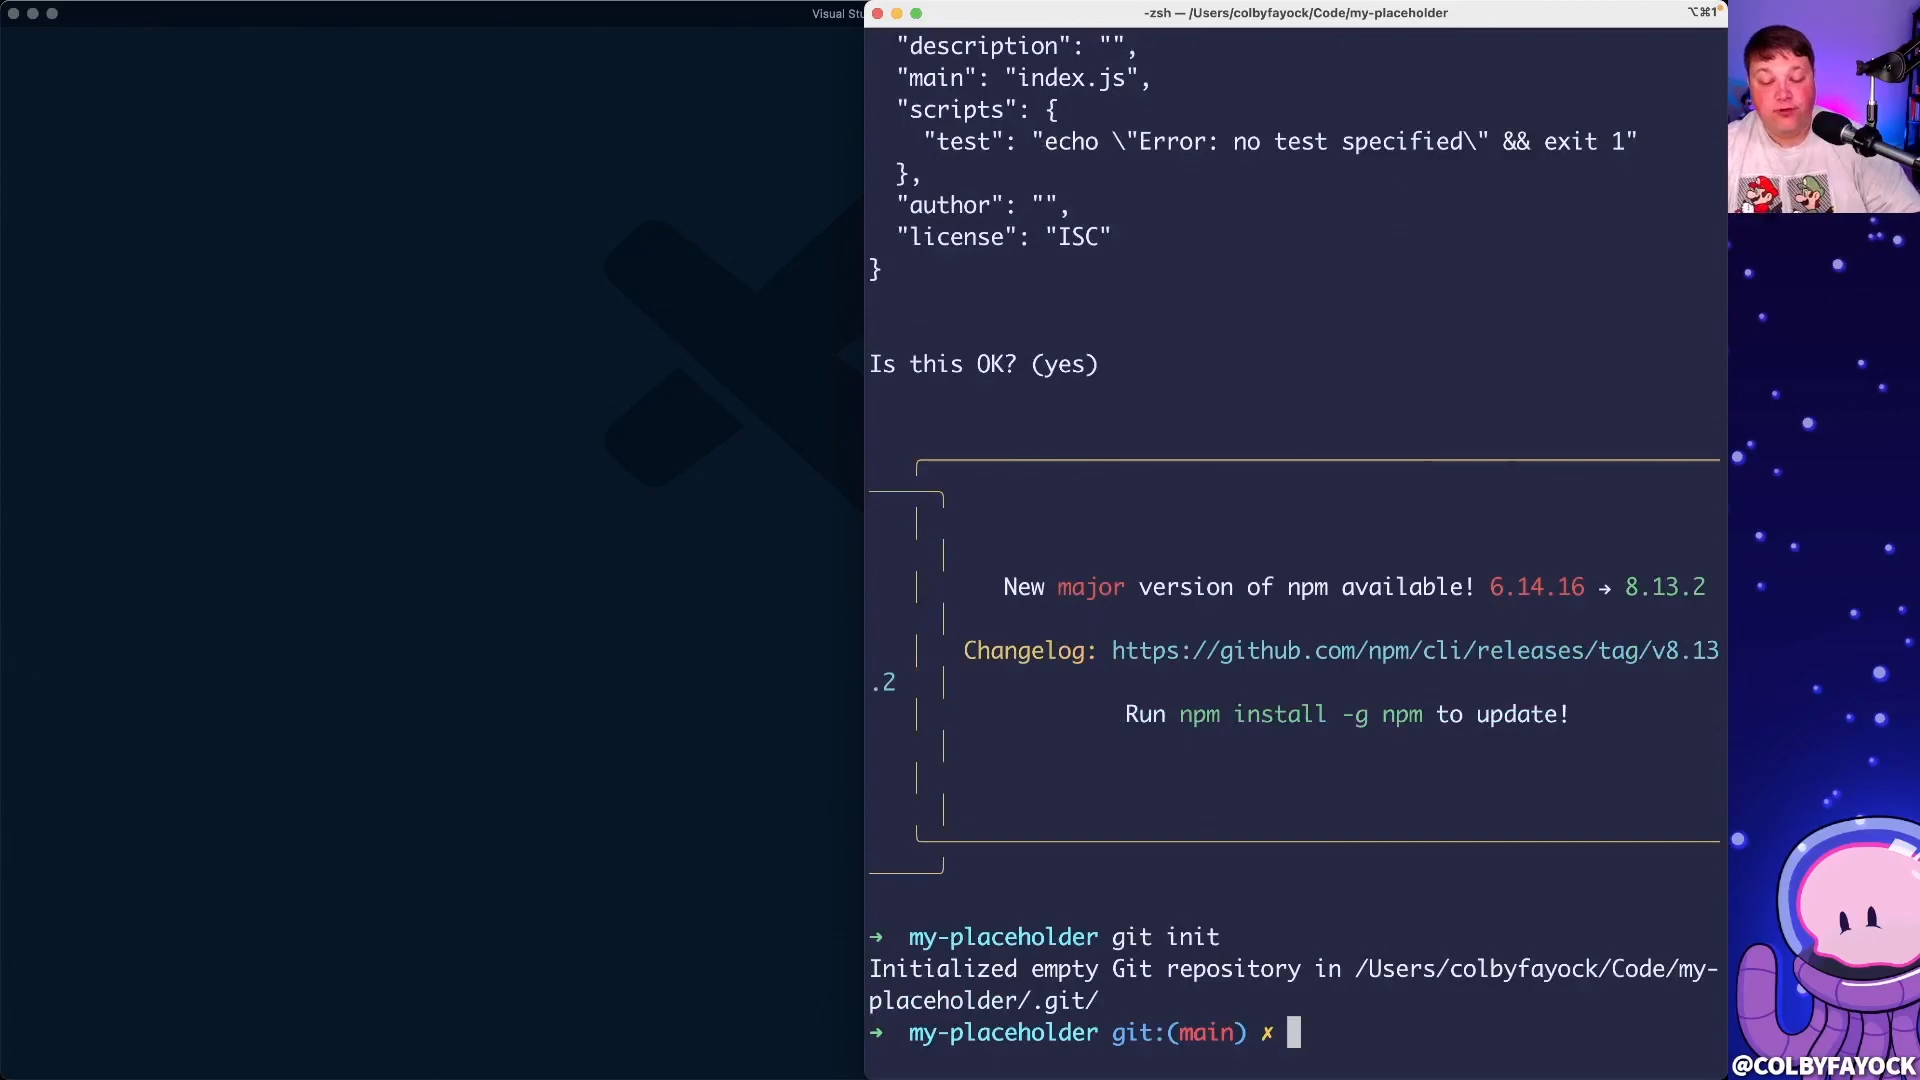 Visual Stu
-zsh — /Users/colbyfayock/Code/my-placeholder
⌥⌘1
"description": "",
"main": "index.js",
"scripts": {
"test": "echo \"Error: no test specified\" && exit 1"
},
"author": "",
"license": "ISC"
}
Is this OK? (yes)
New major version of npm available! 6.14.16 → 8.13.2
Changelog: https://github.com/npm/cli/releases/tag/v8.13
.2
Run npm install -g npm to update!
➜ my-placeholder git init
Initialized empty Git repository in /Users/colbyfayock/Code/my-
placeholder/.git/
➜ my-placeholder git:(main) ✗
@COLBYFAYOCK